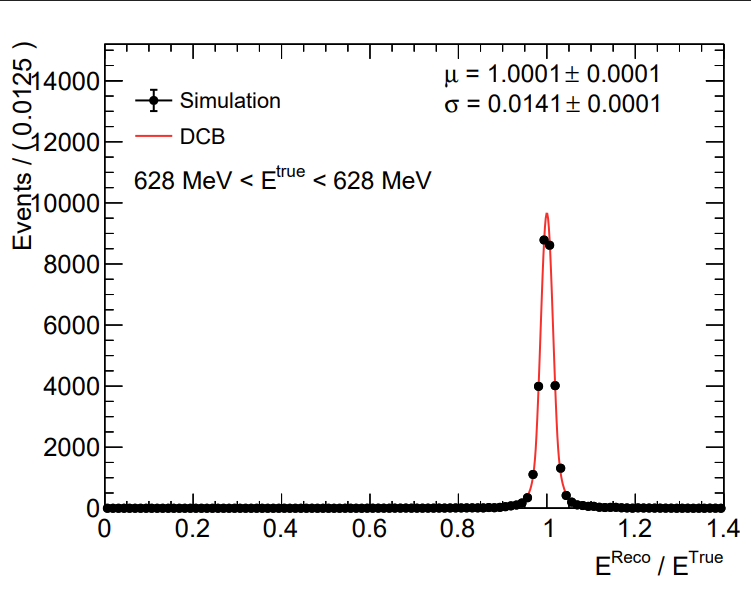 Events / ( 0.0125 )
14000
12000
10000
8000
6000
4000
2000
0
Simulation
DCB
628 MeV < E^true < 628 MeV
μ = 1.0001 ± 0.0001
σ = 0.0141 ± 0.0001
0 0.2 0.4 0.6 0.8 1 1.2 1.4
E^Reco / E^True